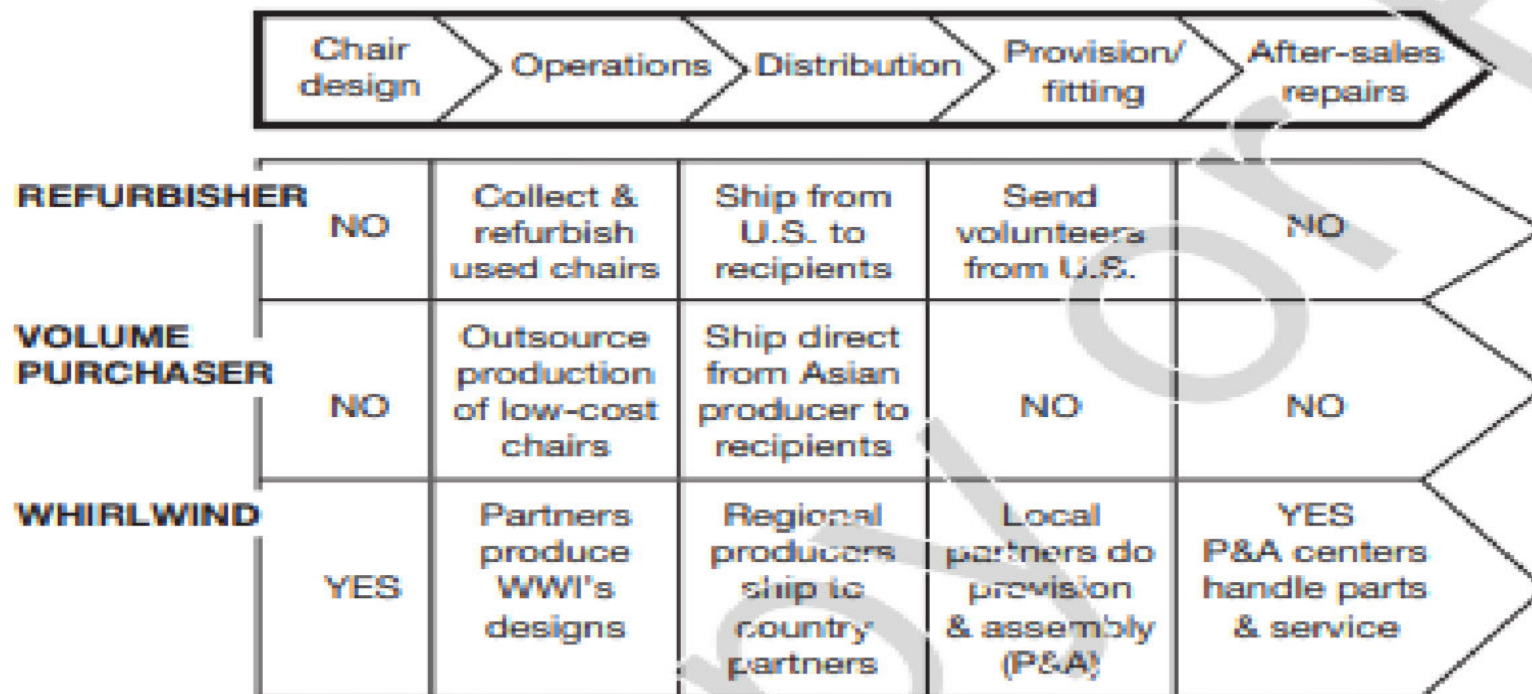 Chair
design
Operations
Distribution
Provision/
fitting
After-sales
repairs
REFURBISHER
NO
Collect &
refurbish
used chairs
Ship from
U.S. to
recipients
Send
volunteers
from U.S.
NO
VOLUME
PURCHASER
NO
Outsource
production
of low-cost
chairs
Ship direct
from Asian
producer to
recipients
NO
NO
WHIRLWIND
YES
Partners
produce
WWI's
designs
Regional
producers
ship to
country
partners
Local
partners do
provision
& assembly
(P&A)
YES
P&A centers
handle parts
& service